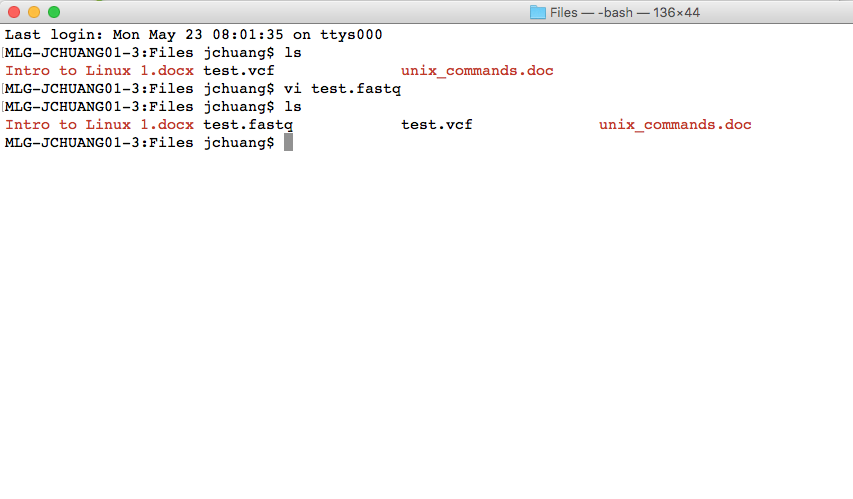 Files — -bash — 136×44
Last login: Mon May 23 08:01:35 on ttys000
[MLG-JCHUANG01-3:Files jchuang$ ls
Intro to Linux 1.docx test.vcf unix_commands.doc
[MLG-JCHUANG01-3:Files jchuang$ vi test.fastq
[MLG-JCHUANG01-3:Files jchuang$ ls
Intro to Linux 1.docx test.fastq test.vcf unix_commands.doc
MLG-JCHUANG01-3:Files jchuang$